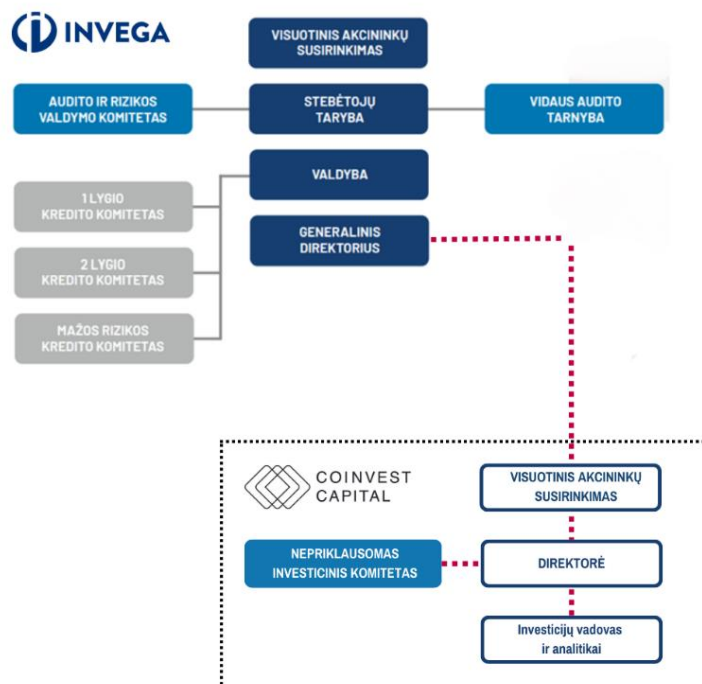 INVEGA
VISUOTINIS AKCININKŲ
SUSIRINKIMAS
AUDITO IR RIZIKOS
VALDYMO KOMITETAS
STEBĖTOJŲ
TARYBA
VIDAUS AUDITO
TARNYBA
VALDYBA
1 LYGIO
KREDITO KOMITETAS
GENERALINIS
DIREKTORIUS
2 LYGIO
KREDITO KOMITETAS
MAŽOS RIZIKOS
KREDITO KOMITETAS
COINVEST
CAPITAL
VISUOTINIS AKCININKŲ
SUSIRINKIMAS
NEPRIKLAUSOMAS
INVESTICINIS KOMITETAS
DIREKTORĖ
Investicijų vadovas
ir analitikai